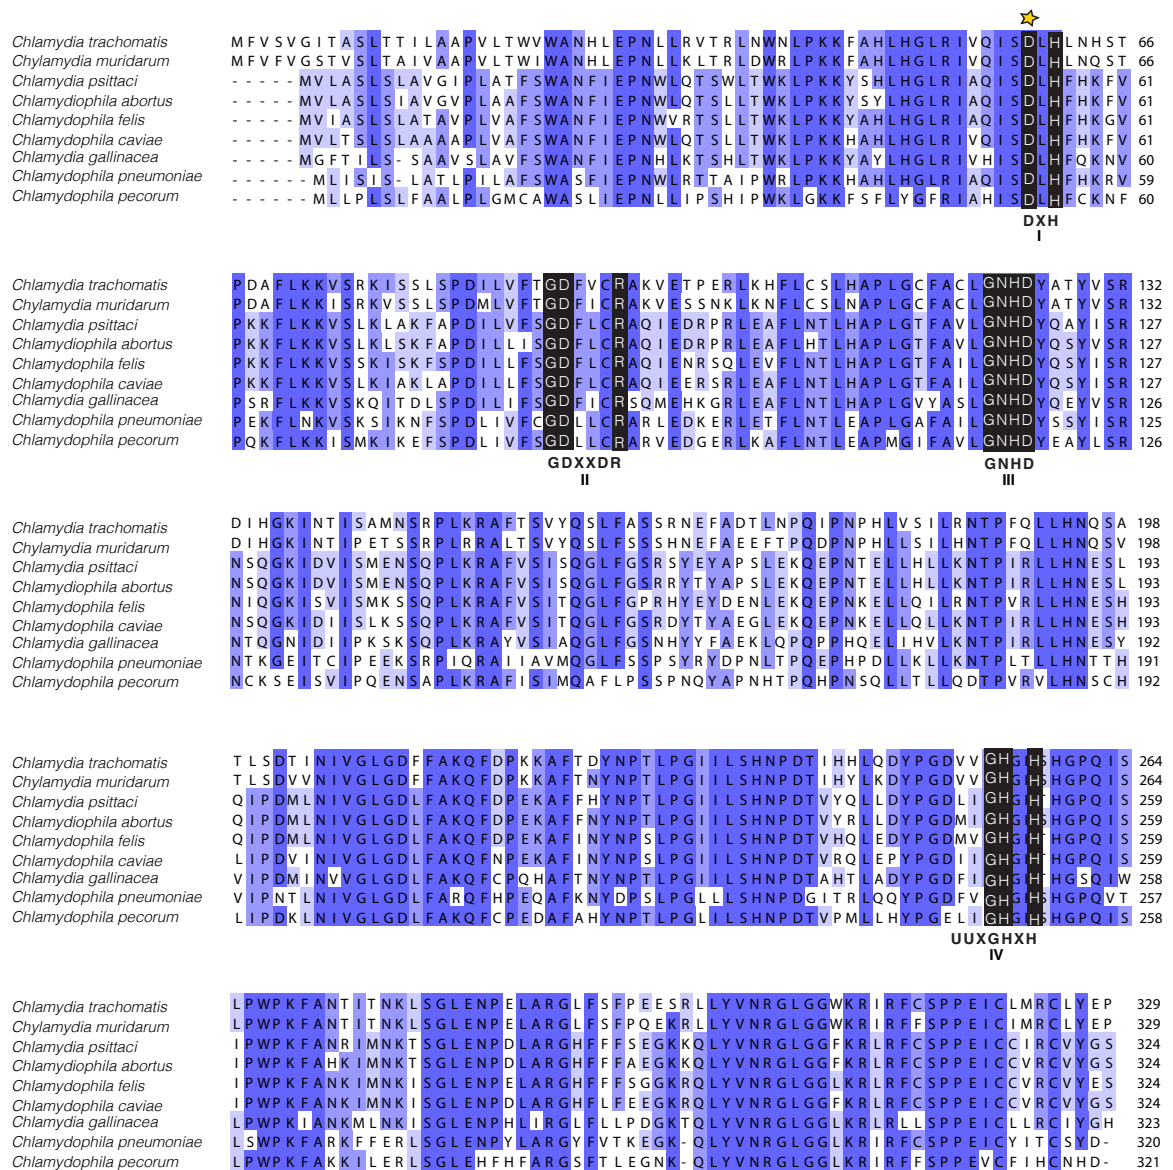 Chlamydia trachomatis MFVSVGITASLTTILAAPVLTWVWANHLEPNLLRVTRLNWNLPKKFAHLHGLRIVQISDLHLNHST 66
Chylamydia muridarum MFVFVGSTVSLTAIVAAPVLTWIWANHLEPNLLKLTRLDWRLPKKFAHLHGLRIVQISDLHLNQST 66
Chlamydia psittaci -----MVLASLSLAVGIPLATFSWANFIEPNWLQTSWLTWKLPKKYSHLHGLRIAQISDLHFHKFV 61
Chlamydiophila abortus -----MVLASLSIAVGVPLAAFSWANFIEPNWLQTSLLTWKLPKKYSYLHGLRIAQISDLHFHKFV 61
Chlamydophila felis -----MVIASLSLATAVPLVAFSWANFIEPNWVRTSLLTWKLPKKYAHLHGLRIAQISDLHFHKGV 61
Chlamydophila caviae -----MVLTSLSLAAAAPLVAFSWANFIEPNWLQTSLLTWKLPKKYAHLHGLRIVQISDLHFHKFV 61
Chlamydia gallinacea -----MGFTILS-SAAVSLAVFSWANFIEPNHLKTSHLTWKLPKKYAYLHGLRIVHISDLHFQKNV 60
Chlamydophila pneumoniae ------MLISIS-LATLPILAFSWASFIEPNWLRTTAIPWRLPKKHAHLHGLRIAQISDLHFHKRV 59
Chlamydophila pecorum ------MLLPLSLFAALPLGMCAWASLIEPNLLIPSHIPWKLGKKFSFLYGFRIAHISDLHFCKNF 60
DXH
I
Chlamydia trachomatis PDAFLKKVSRKISSLSPDILVFTGDFVCRAKVETPERLKHFLCSLHAPLGCFACLGNHDYATYVSR 132
Chylamydia muridarum PDAFLKKISRKVSSLSPDMLVFTGDFICRAKVESSNKLKNFLCSLNAPLGCFACLGNHDYATYVSR 132
Chlamydia psittaci PKKFLKKVSLKLAKFAPDILVFSGDFLCRAQIEDRPRLEAFLNTLHAPLGTFAVLGNHDYQAYISR 127
Chlamydiophila abortus PKKFLKKVSLKLSKFAPDILLISGDFLCRAQIEDRPRLEAFLHTLHAPLGTFAVLGNHDYQSYVSR 127
Chlamydophila felis PKKFLKKVSSKISKFSPDILLFSGDFLCRAQIENRSQLEVFLNTLHAPLGTFAILGNHDYQSYISR 127
Chlamydophila caviae PKKFLKKVSLKIAKLAPDILLFSGDFLCRAQIEERSRLEAFLNTLHAPLGTFAILGNHDYQSYISR 127
Chlamydia gallinacea PSRFLKKVSKQITDLSPDILIFSGDFICRSQMEHKGRLEAFLNTLHAPLGVYASLGNHDYQEYVSR 126
Chlamydophila pneumoniae PEKFLNKVSKSIKNFSPDLIVFCGDLLCRARLEDKERLETFLNTLEAPLGAFAILGNHDYSSYISR 125
Chlamydophila pecorum PQKFLKKISMKIKEFSPDLIVFSGDLLCRARVEDGERLKAFLNTLEAPMGIFAVLGNHDYEAYLSR 126
GDXXDR
II
GNHD
III
Chlamydia trachomatis DIHGKINTISAMNSRPLKRAFTSVYQSLFASSRNEFADTLNPQIPNPHLVSILRNTPFQLLHNQSA 198
Chylamydia muridarum DIHGKINTIPETSSRPLRRALTSVYQSLFSSSHNEFAEEFTPQDPNPHLLSILHNTPFQLLHNQSV 198
Chlamydia psittaci NSQGKIDVISMENSQPLKRAFVSISQGLFGSRRYTYAPSLEKQEPNTELLHLLKNTPIRLLHNESL 193
Chlamydiophila abortus NSQGKIDVISMENSQPLKRAFVSISQGLFGSRRSYTYAPSLEKQEPNTELLHLLKNTPIRLLHNESL 193
Chlamydophila felis NIQGKISVISMKSSQPLKRAFVSITQGLFGPRHYEYDENLEKQEPNKELLQILRNTPVRLLHNESH 193
Chlamydophila caviae NSQGKIDIISLKSSQPLKRAFVSITQGLFGSRDYTYAEGLEKQEPNKELLQLLKNTPIRLLHNESH 193
Chlamydia gallinacea NTQGNIDIIPKSKSQPLKRAYVSIAQGLFGSNHYYFAEKLQPQPPHQELIHVLKNTPIRLLHNESY 192
Chlamydophila pneumoniae NTKGEITCIPEEKSRPIQRAIIAVMQGLFSSPSYRYDPNLTPQEPHPDLLKLLKNTPLTLLHNTTH 191
Chlamydophila pecorum NCKSEISVIPQENSAPLKRAFISIMQAFLPSSPNQYAPNHTPQHPNSQLLTLLQDTPVRVLHNSCH 192
Chlamydia trachomatis TLSDTINIVGLGDFFAKQFDPKKAFTDYNPTLPGIILSHNPDTIHHLQDYPGDVVGHGHSHGPQIS 264
Chylamydia muridarum TLSDVVNIVGLGDFFAKQFDPKKAFTNYNPTLPGIILSHNPDTIHYLKDYPGDVVGHGHSHGPQIS 264
Chlamydia psittaci QIPDMLNIVGLGDLFAKQFDPEKAFFHYNPTLPGIILSHNPDTVYQLLDYPGDLIGHGHTHGPQIS 259
Chlamydiophila abortus QIPDMLNIVGLGDLFAKQFDPEKAFFNYNPTLPGIILSHNPDTVYRLLDYPGDMIGHGHTHGPQIS 259
Chlamydophila felis QIPDMLNIVGLGDLFAKQFDPEKAFINYNPSLPGIILSHNPDTVHQLEDYPGDMVGHGHTHGPQIS 259
Chlamydophila caviae LIPDVINIVGLGDLFAKQFNPEKAFINYNPSLPGIILSHNPDTVRQLEPYPGDIIGHGHTHGPQIS 259
Chlamydia gallinacea VIPDMINVVGLGDLFAKQFCPQHAFTNYNPTLPGIILSHNPDTAHTLADYPGDFIGHGHTHGSQIW 258
Chlamydophila pneumoniae VIPNTLNIVGLGDLFARQFHPEQAFKNYDPSLPGLLLSHNPDGITRLQQYPGDFVGHGHSHGPQVT 257
Chlamydophila pecorum LIPDKLNIVGLGDLFAKQFCPEDAFAHYNPTLPGLILSHNPDTVPMLLHYPGELIGHGHSHGPQIS 258
UUXGHXH
IV
Chlamydia trachomatis LPWPKFANTITNKLSGLENPELARGLFSFPEESRLLYVNRGLGGWKRIRFCSPPEICLMRCLYEP 329
Chylamydia muridarum LPWPKFANTITNKLSGLENPELARGLFSFPQEKRLLYVNRGLGGWKRIRFFSPPEICIMRCLYEP 329
Chlamydia psittaci IPWPKFANRIMNKTSGLENPDLARGHFFFSEGKKQLYVNRGLGGFKRLRFCSPPEICCIRCVYGS 324
Chlamydiophila abortus IPWPKFAHKIMNKTSGLENPDLARGHFFFAEGKKQLYVNRGLGGFKRLRFCSPPEICCVRCVYGS 324
Chlamydophila felis IPWPKFANKIMNKISGLENPELARGHFFFSGGKRQLYVNRGLGGLKRLRFCSPPEICCVRCVYES 324
Chlamydophila caviae IPWPKFANKIMNKISGLENPDLARGHFLFEEGKRQLYVNRGLGGFKRLRFCSPPEICCVRCVYGS 324
Chlamydia gallinacea LPWPKIANKMLNKISGLENPHLIRGLFLLPDGKTQLYVNRGLGGLKRLRLLSPPEICLLRCIYGH 323
Chlamydophila pneumoniae LSWPKFARKFFERLSGLENPYLARGYFVTKEGK-QLYVNRGLGGLKRIRFCSPPEICYITCSYD- 320
Chlamydophila pecorum LPWPKFAKKILERLSGLEHFHFARGSFTLEGNK-QLYVNRGLGGLKRIRFCSPPEVCFIHCNHD- 321